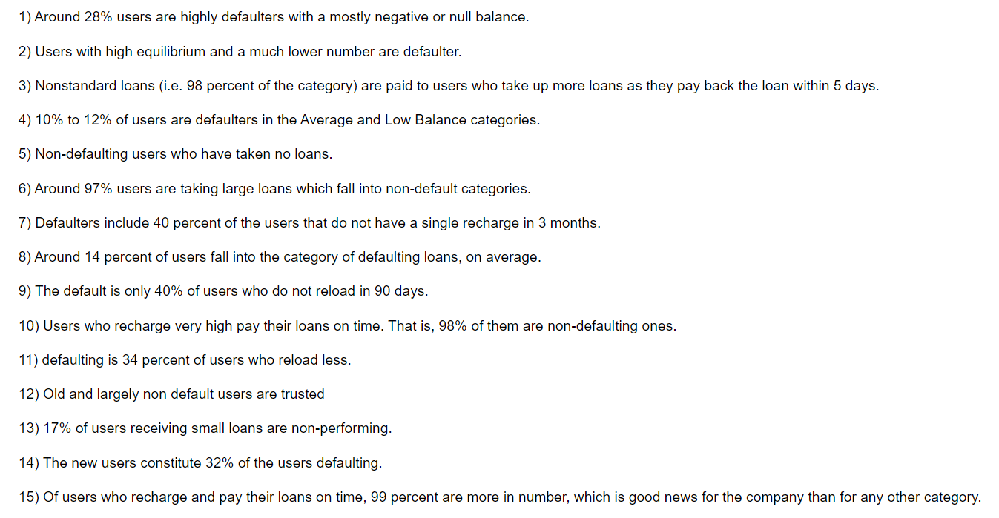 1) Around 28% users are highly defaulters with a mostly negative or null balance.
2) Users with high equilibrium and a much lower number are defaulter.
3) Nonstandard loans (i.e. 98 percent of the category) are paid to users who take up more loans as they pay back the loan within 5 days.
4) 10% to 12% of users are defaulters in the Average and Low Balance categories.
5) Non-defaulting users who have taken no loans.
6) Around 97% users are taking large loans which fall into non-default categories.
7) Defaulters include 40 percent of the users that do not have a single recharge in 3 months.
8) Around 14 percent of users fall into the category of defaulting loans, on average.
9) The default is only 40% of users who do not reload in 90 days.
10) Users who recharge very high pay their loans on time. That is, 98% of them are non-defaulting ones.
11) defaulting is 34 percent of users who reload less.
12) Old and largely non default users are trusted
13) 17% of users receiving small loans are non-performing.
14) The new users constitute 32% of the users defaulting.
15) Of users who recharge and pay their loans on time, 99 percent are more in number, which is good news for the company than for any other category.